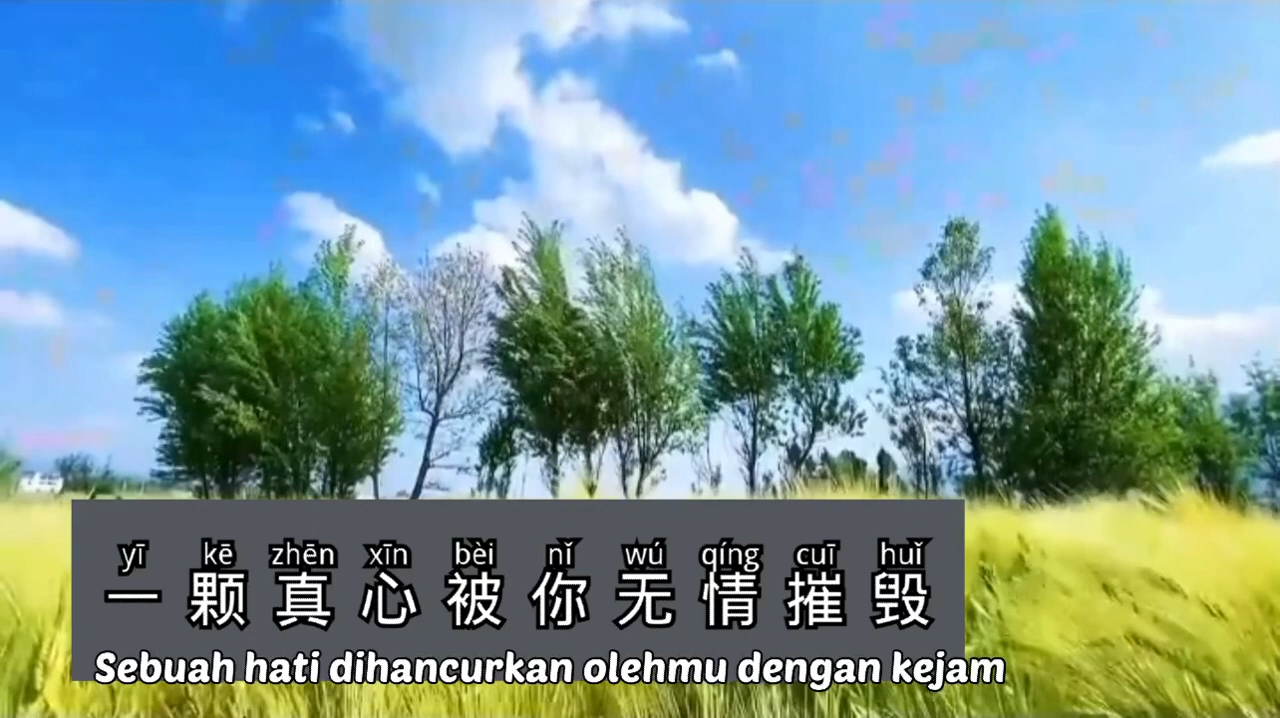 yī kē zhēn xīn bèi nǐ wú qíng cuī huǐ
一颗真心被你无情摧毁
Sebuah hati dihancurkan olehmu dengan kejam